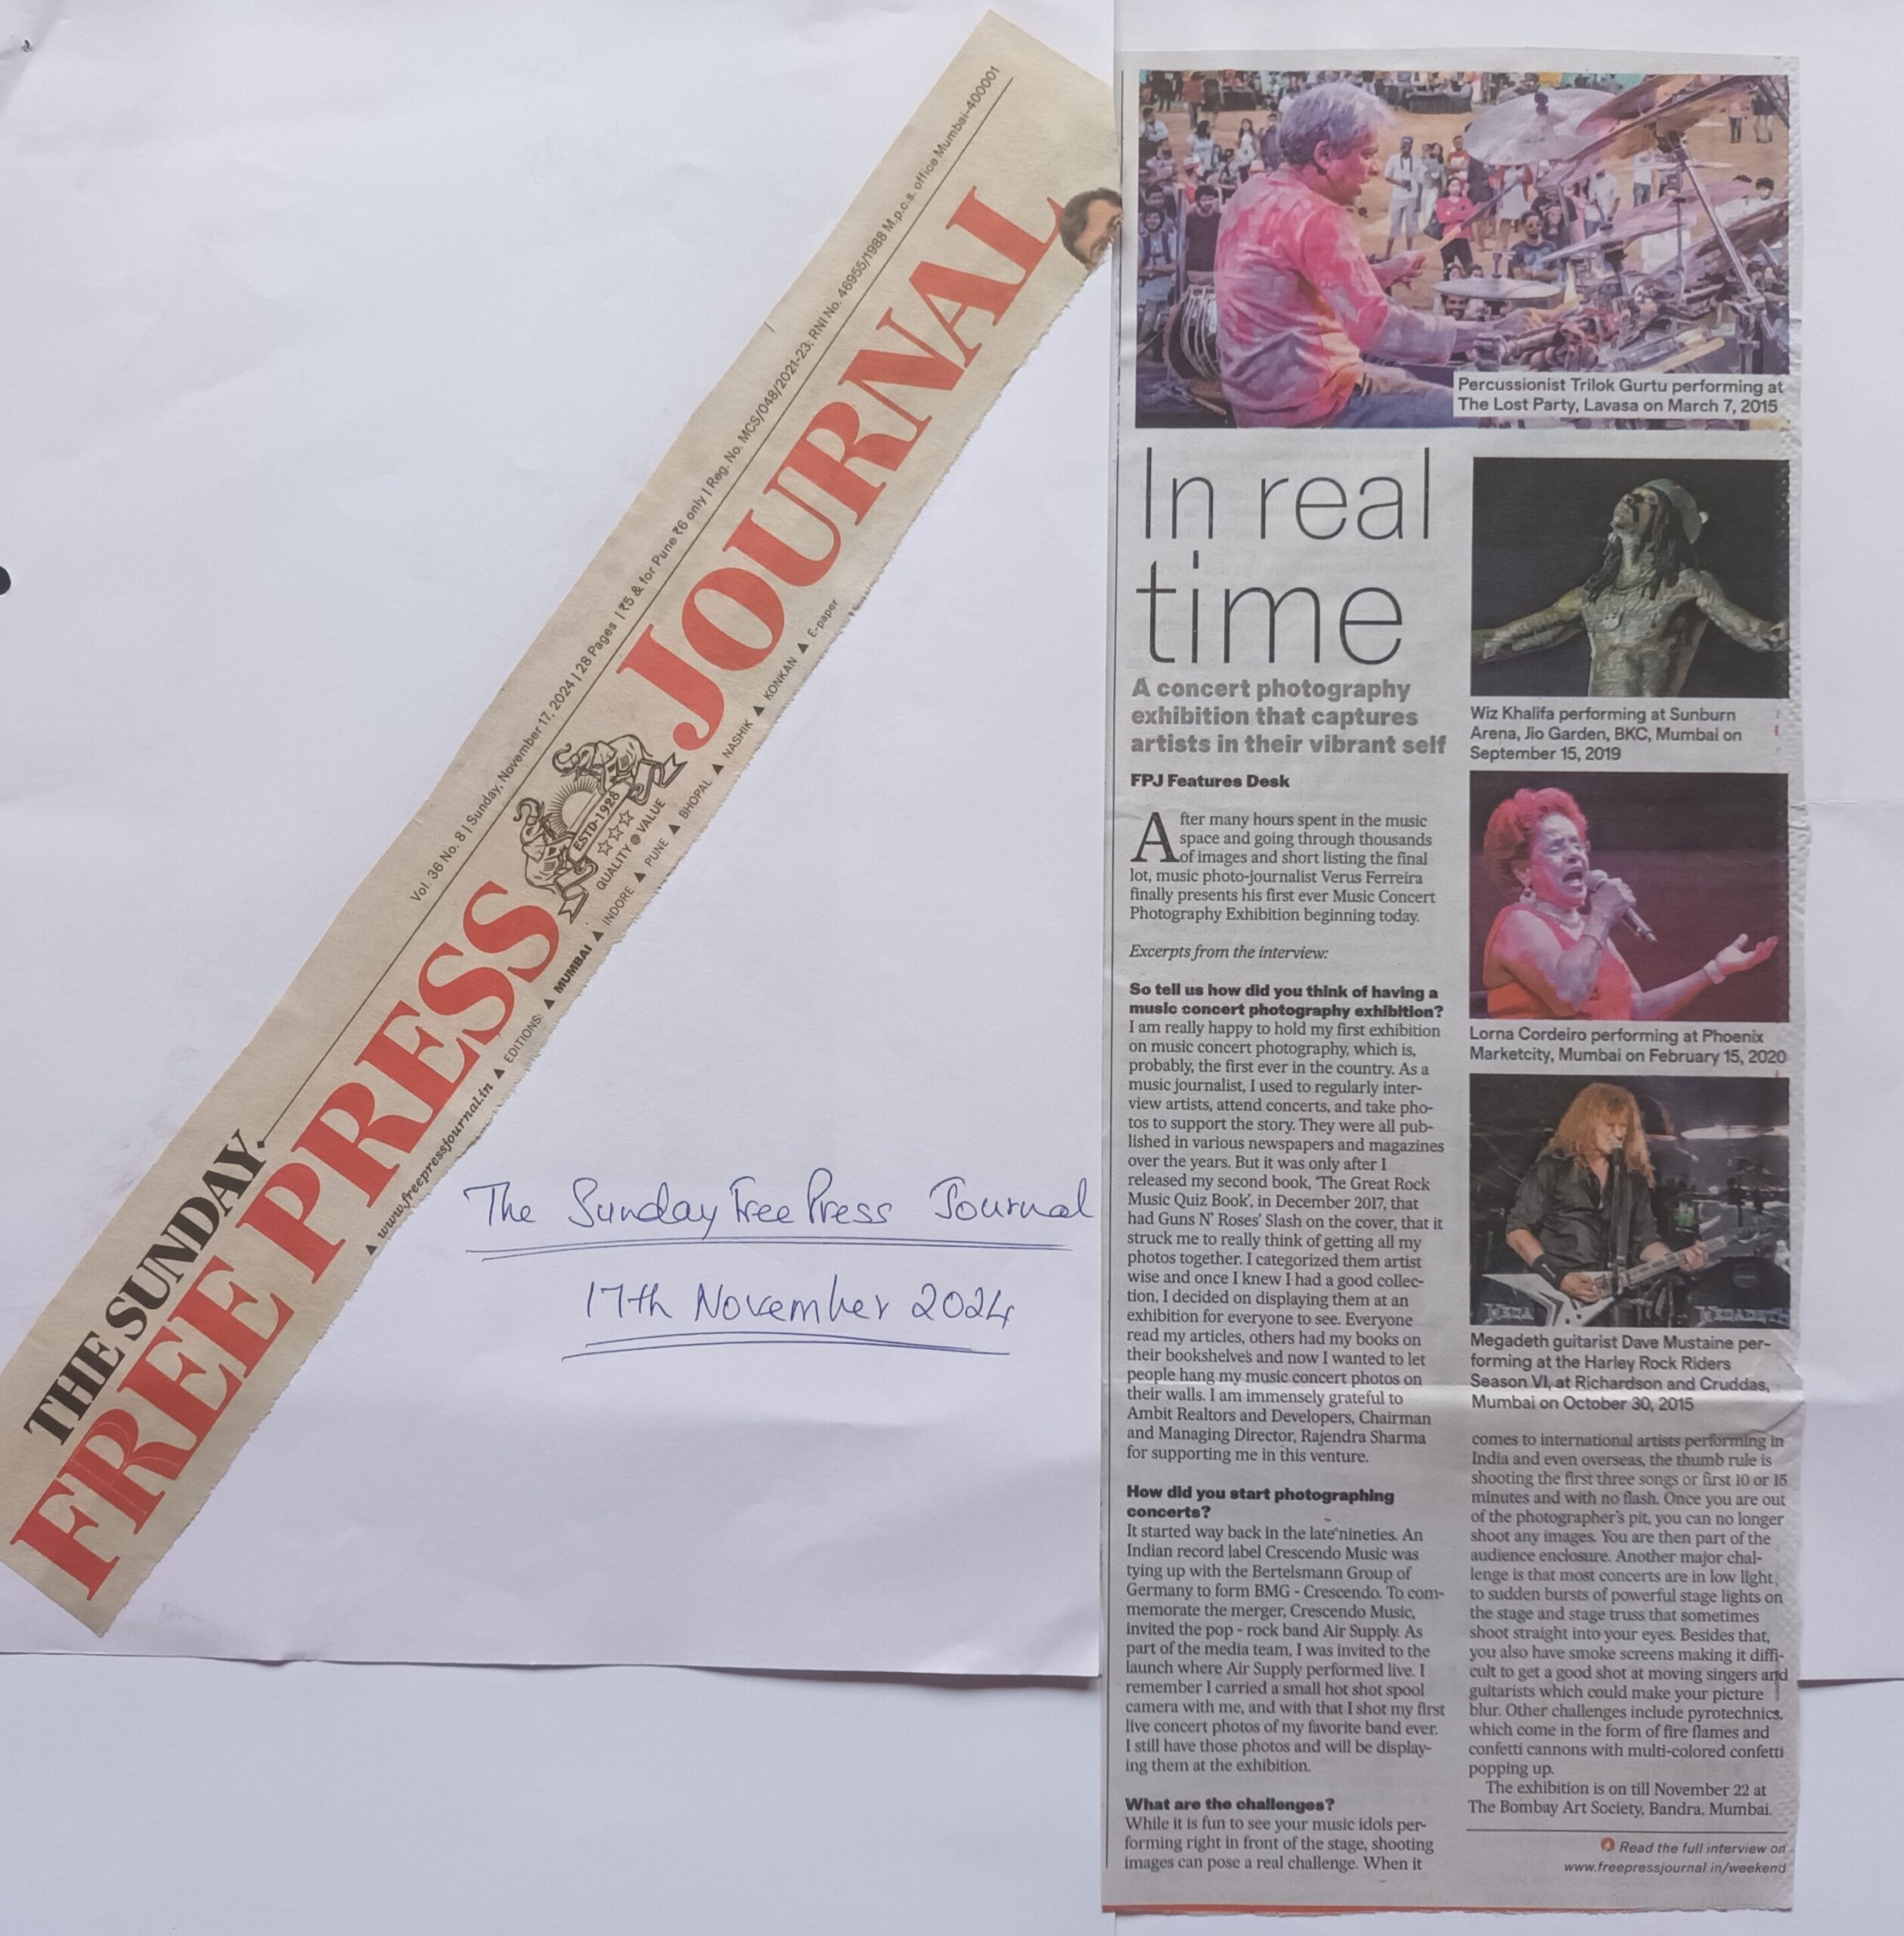 Vol. 36 No. 8 | Sunday, November 17, 2024 | 28 Pages | ₹5 & for Pune ₹6 only | Reg. No. MCS/048/2021-23; RNI No. 46955/1988 M.p.c.s. office Mumbai-400001
THE SUNDAY
FREE PRESS JOURNAL
ESTD-1928
QUALITY @ VALUE
▲ www.freepressjournal.in ▲ EDITIONS: ▲ MUMBAI ▲ INDORE ▲ PUNE ▲ BHOPAL ▲ NASHIK ▲ KONKAN ▲ E-paper
The Sunday Free Press Journal
17th November 2024
Percussionist Trilok Gurtu performing at
The Lost Party, Lavasa on March 7, 2015
In real
time
A concert photography
exhibition that captures
artists in their vibrant self
FPJ Features Desk
After many hours spent in the music
space and going through thousands
of images and short listing the final
lot, music photo-journalist Verus Ferreira
finally presents his first ever Music Concert
Photography Exhibition beginning today.
Excerpts from the interview:
So tell us how did you think of having a
music concert photography exhibition?
I am really happy to hold my first exhibition
on music concert photography, which is,
probably, the first ever in the country. As a
music journalist, I used to regularly inter-
view artists, attend concerts, and take pho-
tos to support the story. They were all pub-
lished in various newspapers and magazines
over the years. But it was only after I
released my second book, 'The Great Rock
Music Quiz Book', in December 2017, that
had Guns N' Roses' Slash on the cover, that it
struck me to really think of getting all my
photos together. I categorized them artist
wise and once I knew I had a good collec-
tion, I decided on displaying them at an
exhibition for everyone to see. Everyone
read my articles, others had my books on
their bookshelves and now I wanted to let
people hang my music concert photos on
their walls. I am immensely grateful to
Ambit Realtors and Developers, Chairman
and Managing Director, Rajendra Sharma
for supporting me in this venture.
How did you start photographing
concerts?
It started way back in the late nineties. An
Indian record label Crescendo Music was
tying up with the Bertelsmann Group of
Germany to form BMG - Crescendo. To com-
memorate the merger, Crescendo Music,
invited the pop - rock band Air Supply. As
part of the media team, I was invited to the
launch where Air Supply performed live. I
remember I carried a small hot shot spool
camera with me, and with that I shot my first
live concert photos of my favorite band ever.
I still have those photos and will be display-
ing them at the exhibition.
What are the challenges?
While it is fun to see your music idols per-
forming right in front of the stage, shooting
images can pose a real challenge. When it
Wiz Khalifa performing at Sunburn
Arena, Jio Garden, BKC, Mumbai on
September 15, 2019
Lorna Cordeiro performing at Phoenix
Marketcity, Mumbai on February 15, 2020
Megadeth guitarist Dave Mustaine per-
forming at the Harley Rock Riders
Season VI, at Richardson and Cruddas,
Mumbai on October 30, 2015
comes to international artists performing in
India and even overseas, the thumb rule is
shooting the first three songs or first 10 or 15
minutes and with no flash. Once you are out
of the photographer's pit, you can no longer
shoot any images. You are then part of the
audience enclosure. Another major chal-
lenge is that most concerts are in low light,
to sudden bursts of powerful stage lights on
the stage and stage truss that sometimes
shoot straight into your eyes. Besides that,
you also have smoke screens making it diffi-
cult to get a good shot at moving singers and
guitarists which could make your picture
blur. Other challenges include pyrotechnics,
which come in the form of fire flames and
confetti cannons with multi-colored confetti
popping up.
The exhibition is on till November 22 at
The Bombay Art Society, Bandra, Mumbai.
Read the full interview on
www.freepressjournal.in/weekend